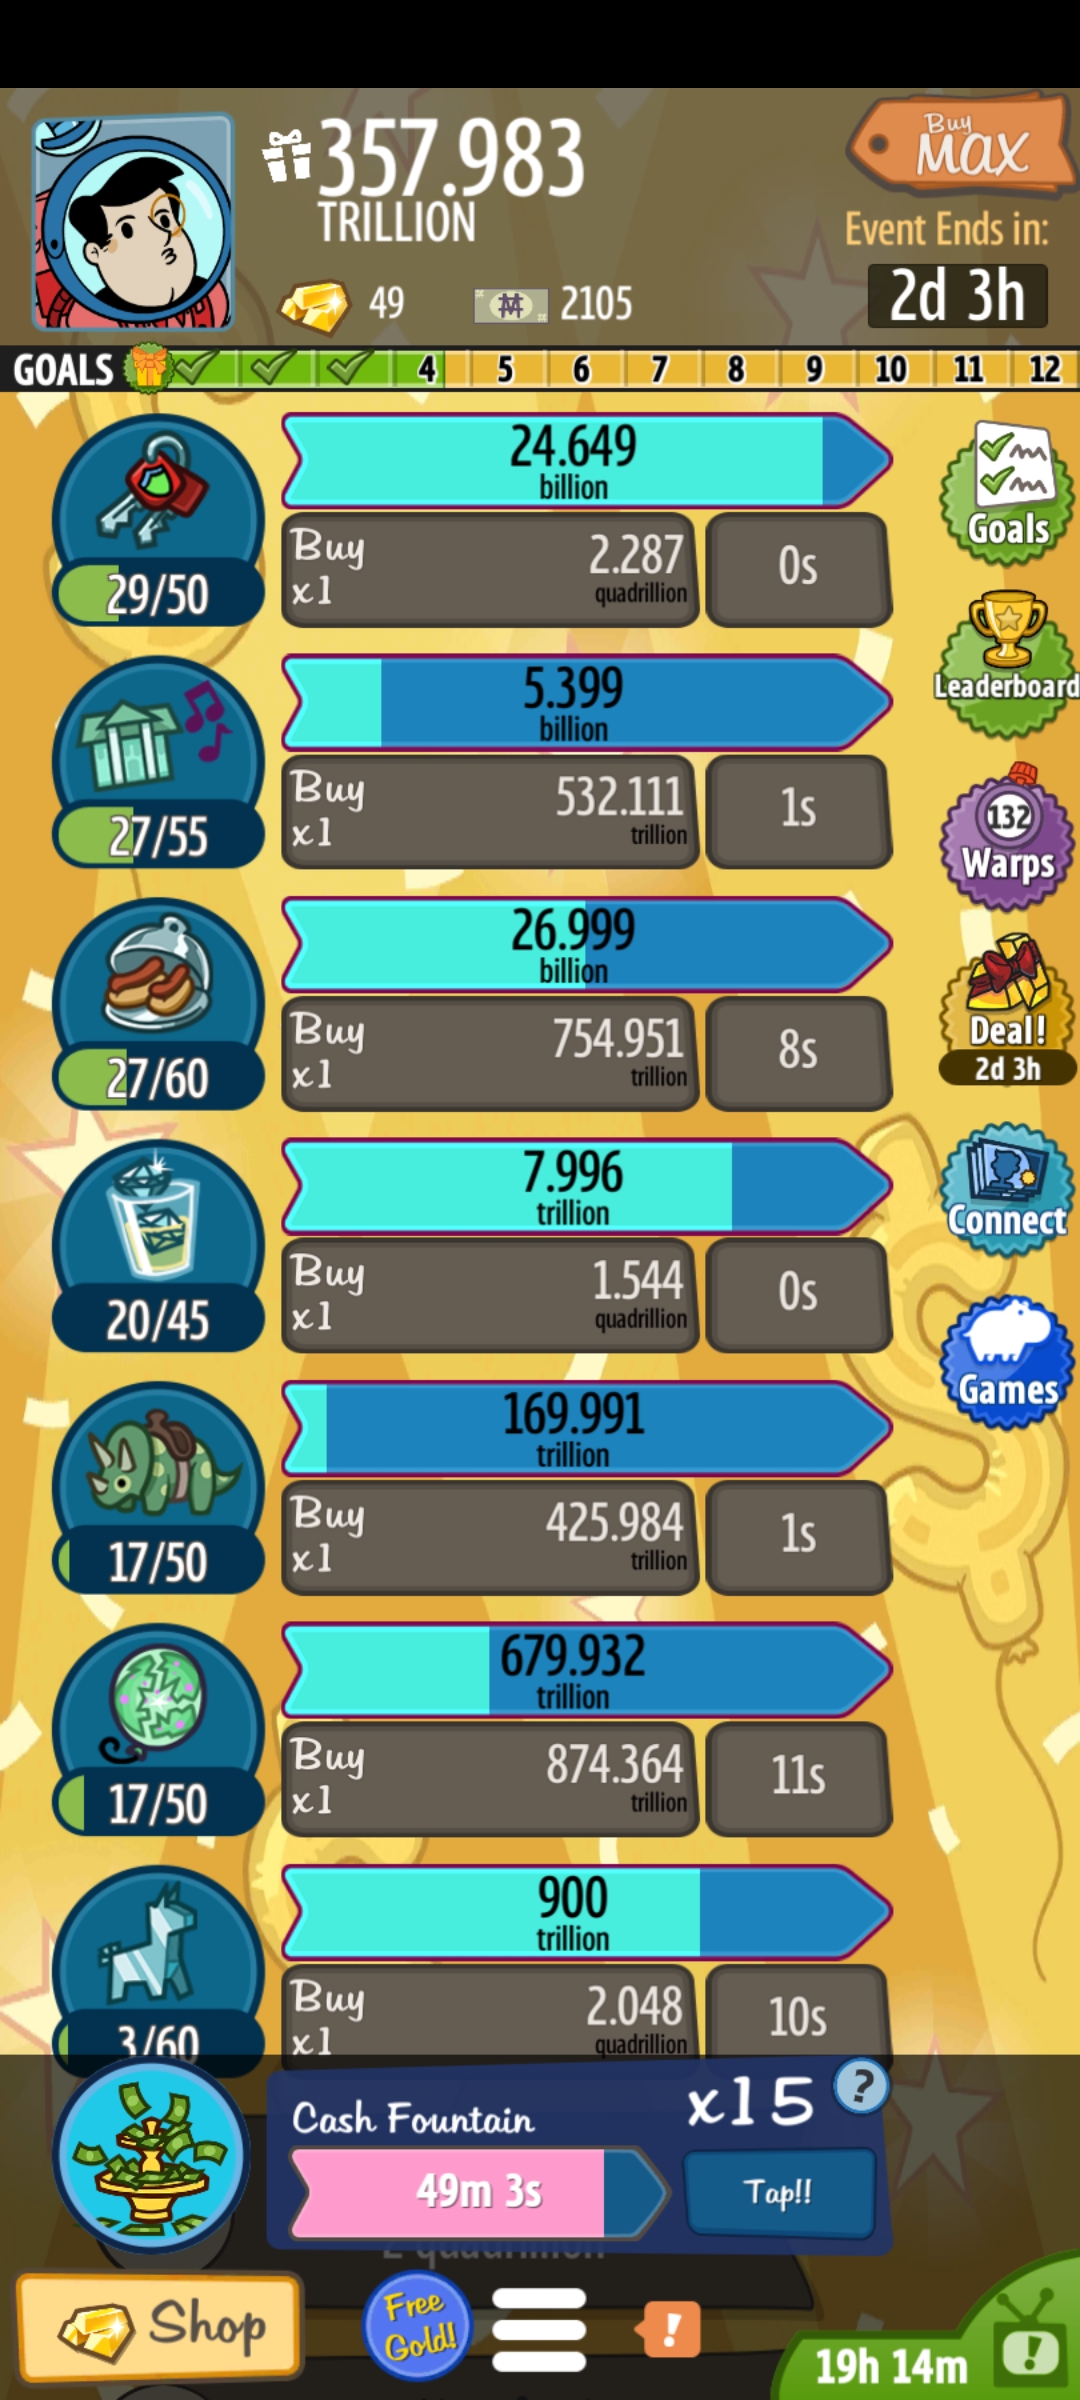 357.983
TRILLION
49
2105
Buy
MAX
Event Ends in:
2d 3h
GOALS 4 5 6 7 8 9 10 11 12
24.649
billion
29/50
Buy
x1
2.287
quadrillion
0s
Goals
5.399
billion
27/55
Buy
x1
532.111
trillion
1s
Leaderboard
26.999
billion
27/60
Buy
x1
754.951
trillion
8s
132
Warps
Deal!
2d 3h
7.996
trillion
20/45
Buy
x1
1.544
quadrillion
0s
Connect
Games
169.991
trillion
17/50
Buy
x1
425.984
trillion
1s
679.932
trillion
17/50
Buy
x1
874.364
trillion
11s
900
trillion
3/60
Buy
x1
2.048
quadrillion
10s
Cash Fountain
x15
?
49m 3s
Tap!!
Shop
Free
Gold!
!
19h 14m
!